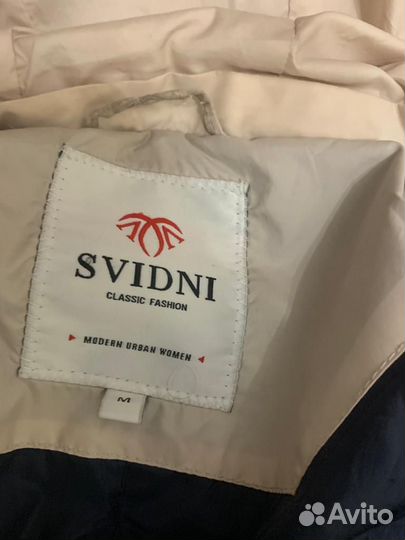 SVIDNI
CLASSIC FASHION
MODERN URBAN WOMEN
M
Avito